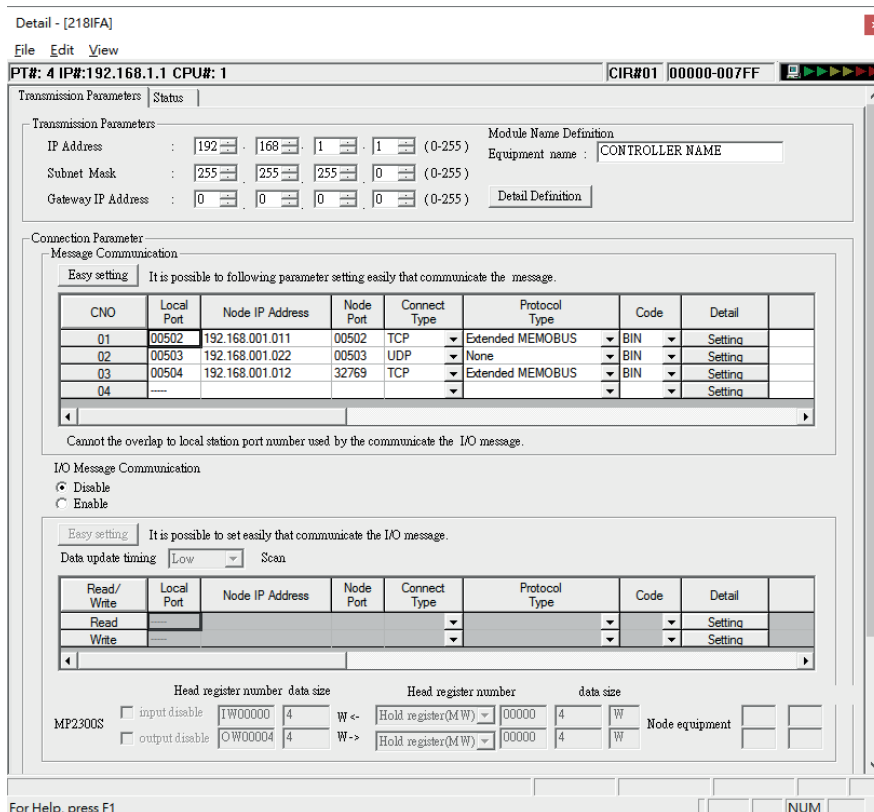 Detail - [218IFA]
File Edit View
PT#: 4 IP#:192.168.1.1 CPU#: 1 CIR#01 00000-007FF
Transmission Parameters Status
Transmission Parameters
IP Address : 192 . 168 . 1 . 1 (0-255)
Subnet Mask : 255 . 255 . 255 . 0 (0-255)
Gateway IP Address : 0 . 0 . 0 . 0 (0-255)
Module Name Definition
Equipment name : CONTROLLER NAME
Detail Definition
Connection Parameter
Message Communication
Easy setting It is possible to following parameter setting easily that communicate the message.
CNO Local Port Node IP Address Node Port Connect Type Protocol Type Code Detail
01 00502 192.168.001.011 00502 TCP Extended MEMOBUS BIN Setting
02 00503 192.168.001.022 00503 UDP None BIN Setting
03 00504 192.168.001.012 32769 TCP Extended MEMOBUS BIN Setting
04 ----- Setting
Cannot the overlap to local station port number used by the communicate the I/O message.
I/O Message Communication
Disable
Enable
Easy setting It is possible to set easily that communicate the I/O message.
Data update timing Low Scan
Read/Write Local Port Node IP Address Node Port Connect Type Protocol Type Code Detail
Read ----- Setting
Write ----- Setting
Head register number data size Head register number data size
MP2300S
input disable IW00000 4 W <- Hold register(MW) 00000 4 W
output disable OW00004 4 W -> Hold register(MW) 00000 4 W
Node equipment
For Help, press F1 NUM